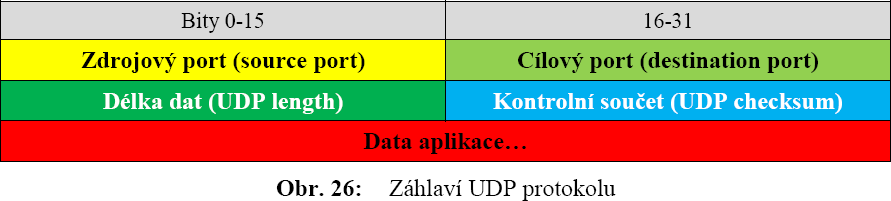 Bity 0-15 16-31
Zdrojový port (source port) Cílový port (destination port)
Délka dat (UDP length) Kontrolní součet (UDP checksum)
Data aplikace…
Obr. 26: Záhlaví UDP protokolu